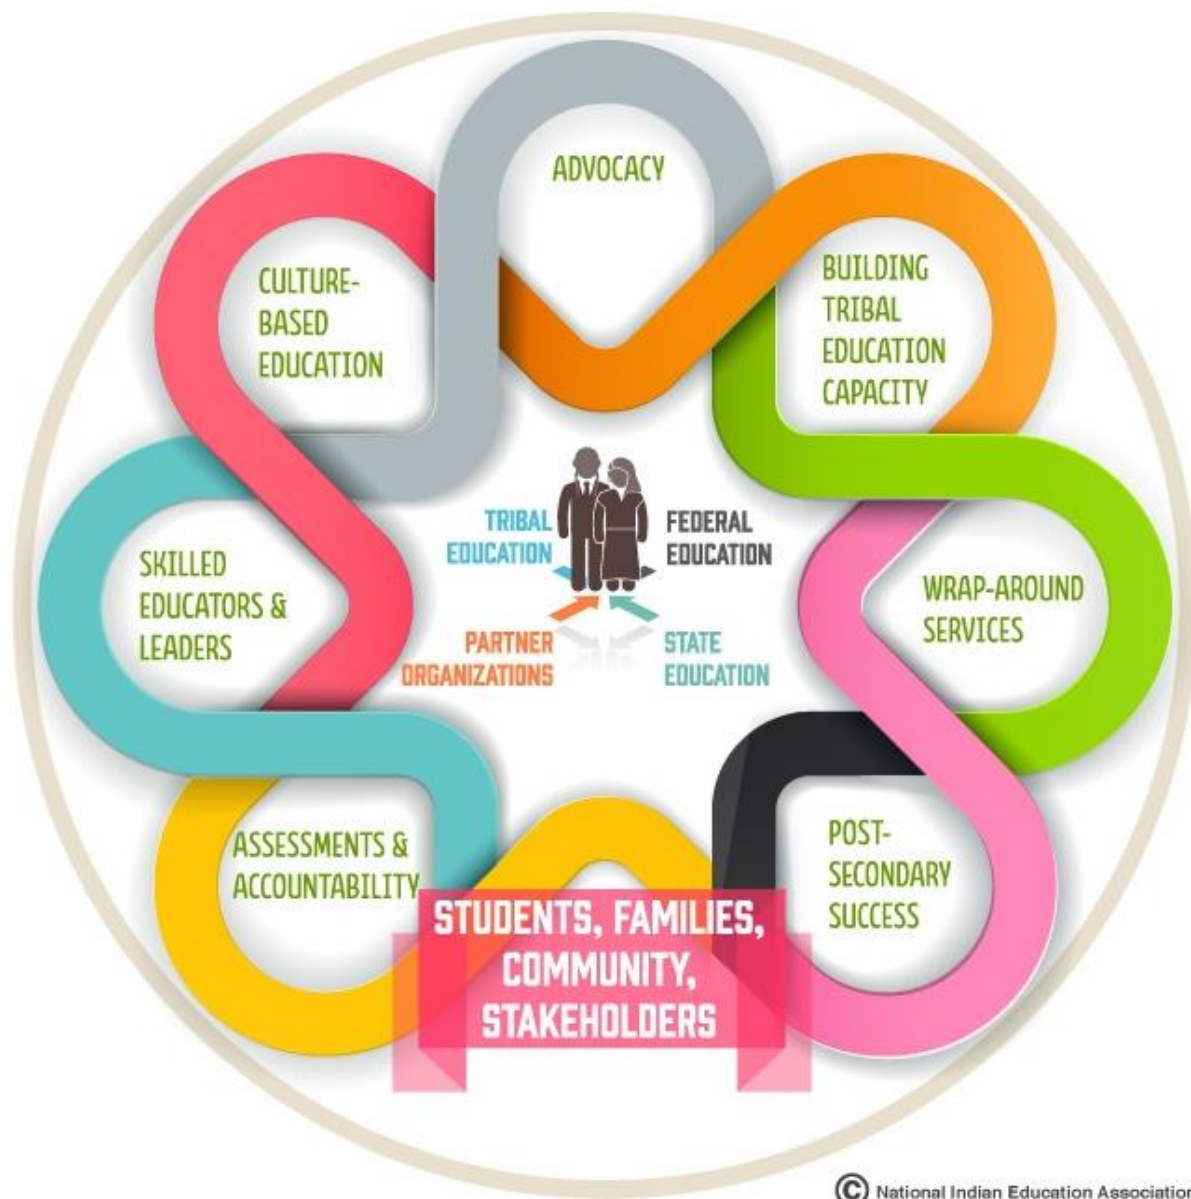 ADVOCACY
BUILDING
TRIBAL
EDUCATION
CAPACITY
WRAP-AROUND
SERVICES
POST-
SECONDARY
SUCCESS
STUDENTS, FAMILIES,
COMMUNITY,
STAKEHOLDERS
ASSESSMENTS &
ACCOUNTABILITY
SKILLED
EDUCATORS &
LEADERS
CULTURE-
BASED
EDUCATION
TRIBAL
EDUCATION
FEDERAL
EDUCATION
PARTNER
ORGANIZATIONS
STATE
EDUCATION
© National Indian Education Association